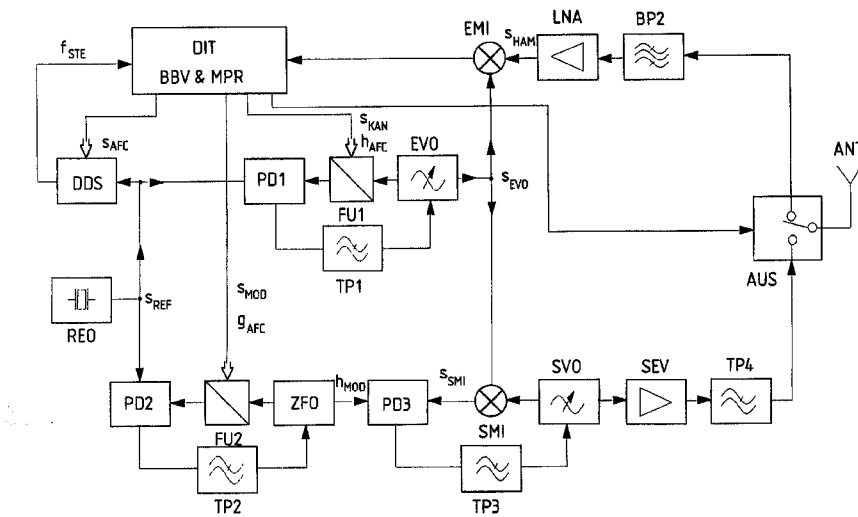 f_STE
DIT
BBV & MPR
EMI
s_HAM
LNA
BP2
s_AFC
s_KAN
h_AFC
EVO
ANT
DDS
PD1
FU1
s_EVO
TP1
AUS
REO
s_REF
s_MOD
g_AFC
PD2
FU2
ZFO
h_MOD
PD3
s_SMI
SMI
SVO
SEV
TP4
TP2
TP3